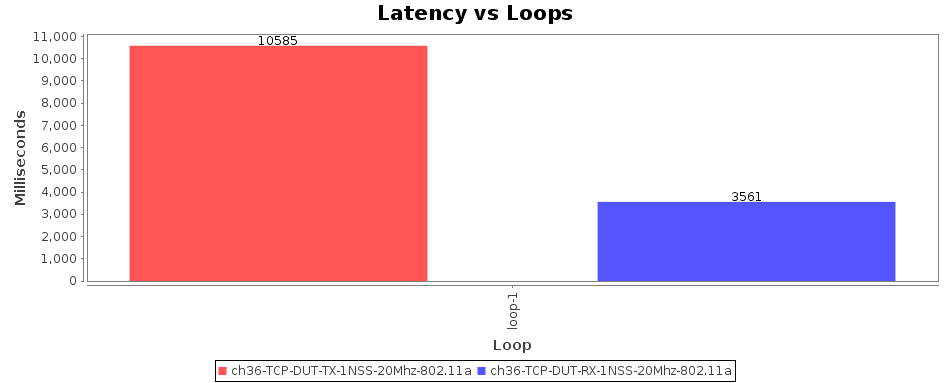 Latency vs Loops
11,000
10,000
9,000
8,000
7,000
6,000
5,000
4,000
3,000
2,000
1,000
0
Milliseconds
10585
3561
loop-1
Loop
ch36-TCP-DUT-TX-1NSS-20Mhz-802.11a ch36-TCP-DUT-RX-1NSS-20Mhz-802.11a